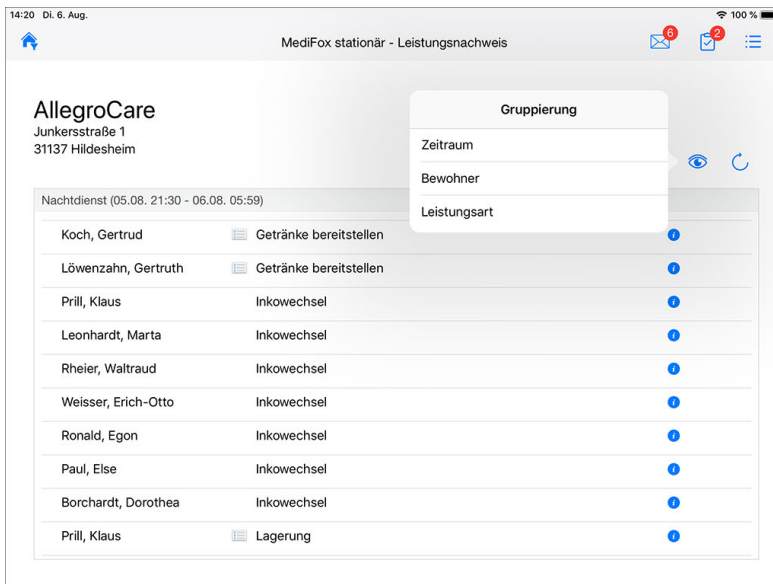 14:20 Di. 6. Aug. 100 %
MediFox stationär - Leistungsnachweis 6 2
AllegroCare
Junkersstraße 1
31137 Hildesheim
Gruppierung
Zeitraum
Bewohner
Leistungsart
Nachtdienst (05.08. 21:30 - 06.08. 05:59)
Koch, Gertrud Getränke bereitstellen
Löwenzahn, Gertruth Getränke bereitstellen
Prill, Klaus Inkowechsel
Leonhardt, Marta Inkowechsel
Rheier, Waltraud Inkowechsel
Weisser, Erich-Otto Inkowechsel
Ronald, Egon Inkowechsel
Paul, Else Inkowechsel
Borchardt, Dorothea Inkowechsel
Prill, Klaus Lagerung